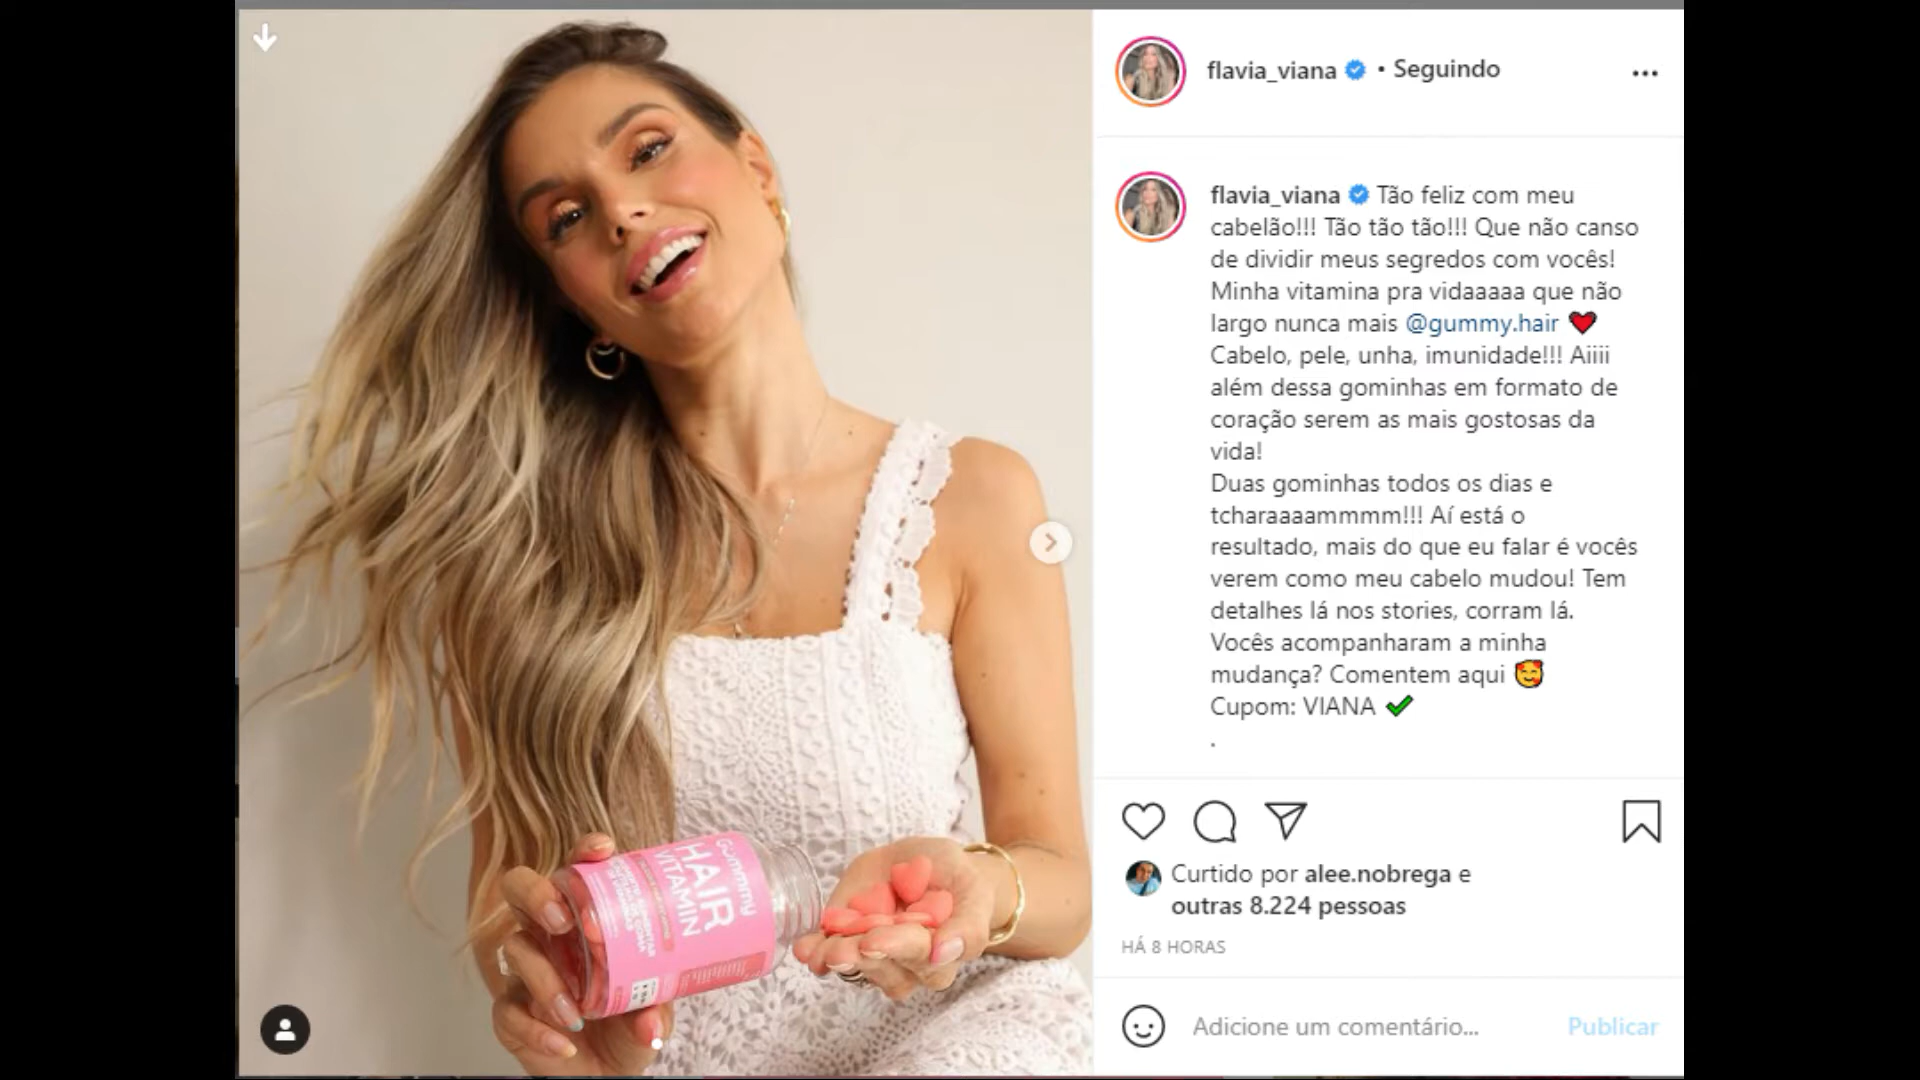 flavia_viana • Seguindo
flavia_viana Tão feliz com meu
cabelão!!! Tão tão tão!!! Que não canso
de dividir meus segredos com vocês!
Minha vitamina pra vidaaaaa que não
largo nunca mais @gummy.hair
Cabelo, pele, unha, imunidade!!! Aiiii
além dessa gominhas em formato de
coração serem as mais gostosas da
vida!
Duas gominhas todos os dias e
tcharaaaammmm!!! Aí está o
resultado, mais do que eu falar é vocês
verem como meu cabelo mudou! Tem
detalhes lá nos stories, corram lá.
Vocês acompanharam a minha
mudança? Comentem aqui
Cupom: VIANA
.
Curtido por alee.nobrega e
outras 8.224 pessoas
HÁ 8 HORAS
Adicione um comentário... Publicar
Gummy
HAIR
VITAMIN